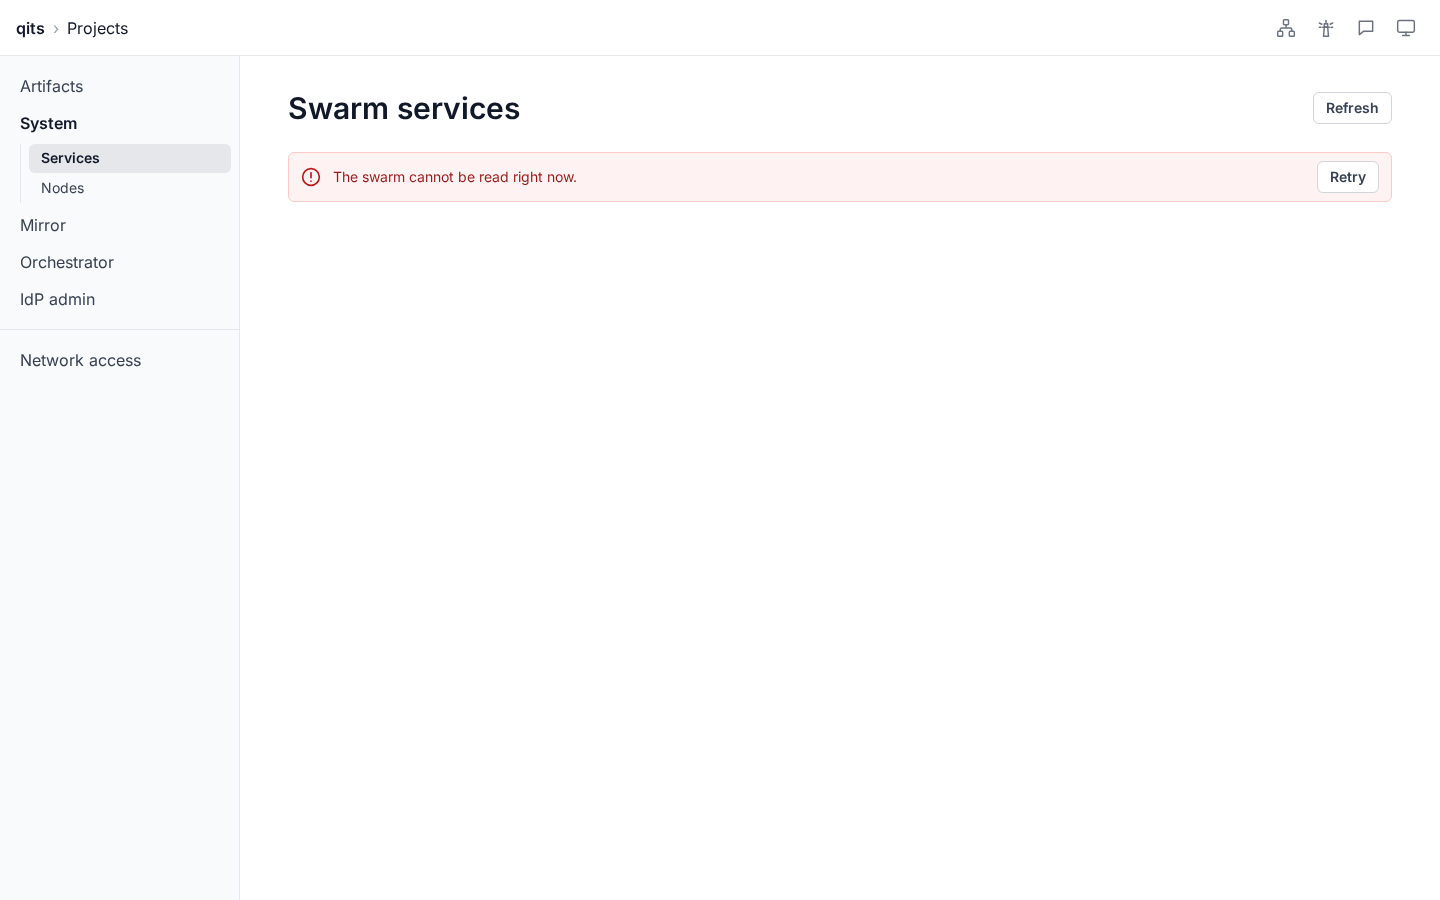 qits › Projects
Artifacts
System
Services
Nodes
Mirror
Orchestrator
IdP admin
Network access
Swarm services
Refresh
The swarm cannot be read right now.
Retry